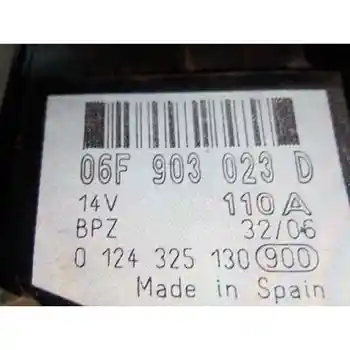 06F 903 023 D
14V 110A
BPZ 32/06
0 124 325 130 900
Made in Spain